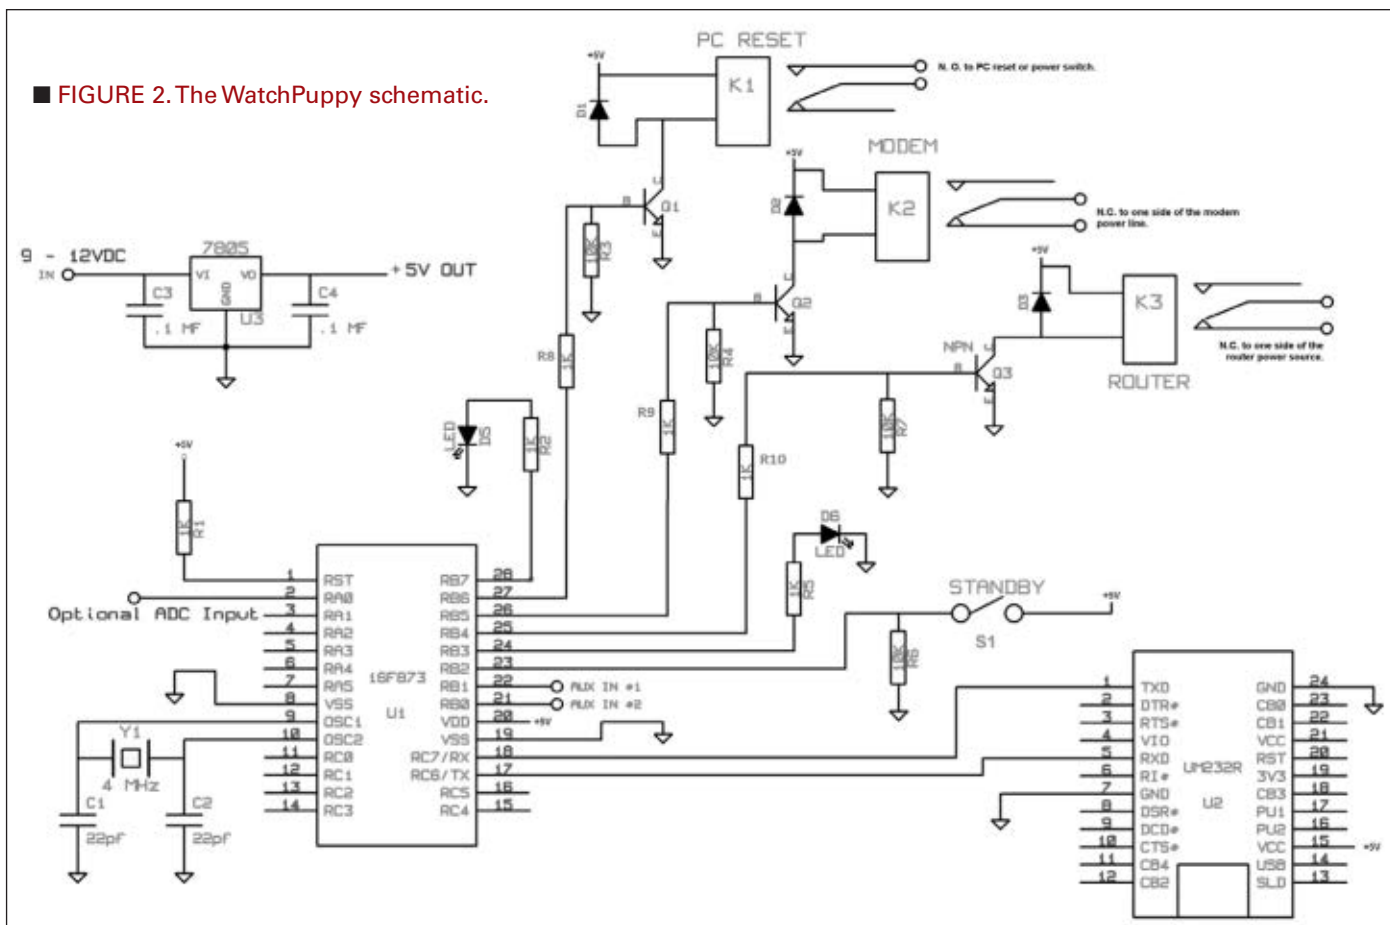 ■ FIGURE 2. The WatchPuppy schematic.
PC RESET
+5V
D1
K1
N. O. to PC reset or power switch.
MODEM
+5V
D2
K2
N.C. to one side of the modem
power line.
+5V
D3
K3
N.C. to one side of the
router power source.
ROUTER
B
C
E
Q1
10K
R3
B
C
E
Q2
10K
R4
NPN
B
C
E
Q3
10K
R7
9 - 12VDC
IN
7805
VI
VO
GND
U3
+5V OUT
C3
.1 MF
C4
.1 MF
R8
1K
R9
1K
R10
1K
LED
D5
1K
R2
+5V
1K
R1
D6
LED
1K
R5
STANDBY
S1
+5V
10K
R6
Optional ADC Input
16F873
U1
1 RST
2 RA0
3 RA1
4 RA2
5 RA3
6 RA4
7 RA5
8 VSS
9 OSC1
10 OSC2
11 RC0
12 RC1
13 RC2
14 RC3
RB7 28
RB6 27
RB5 26
RB4 25
RB3 24
RB2 23
RB1 22 AUX IN #1
RB0 21 AUX IN #2
VDD 20 +5V
VSS 19
RC7/RX 18
RC6/TX 17
RC5 16
RC4 15
Y1
4 MHz
C1
22pf
C2
22pf
UM232R
U2
1 TXD
2 DTR#
3 RTS#
4 VIO
5 RXD
6 RI#
7 GND
8 DSR#
9 DCD#
10 CTS#
11 CB4
12 CB2
GND 24
CB0 23
CB1 22
VCC 21
RST 20
3V3 19
CB3 18
PU1 17
PU2 16
VCC 15 +5V
USB 14
SLD 13